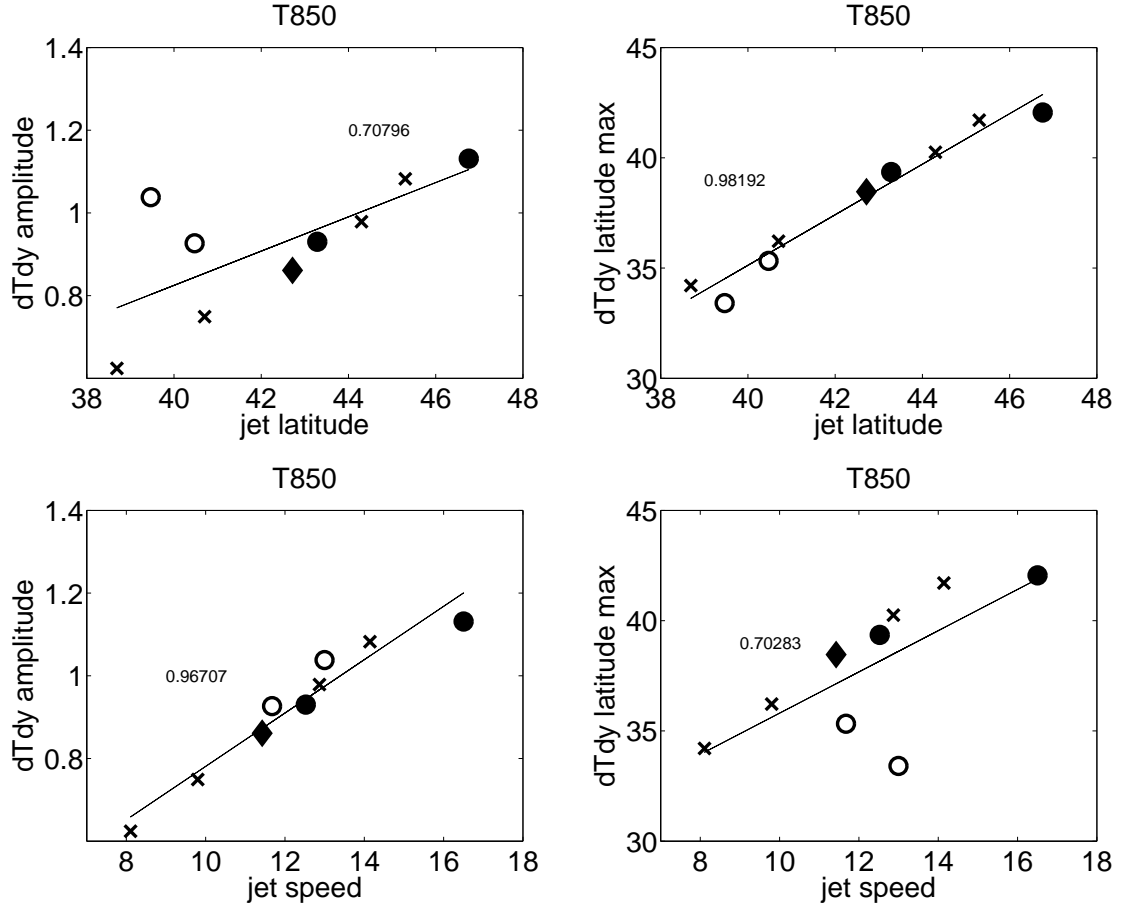 T850
1.4
1.2
1
0.8
dTdy amplitude
0.70796
38 40 42 44 46 48
jet latitude
T850
45
40
35
30
dTdy latitude max
0.98192
38 40 42 44 46 48
jet latitude
T850
1.4
1.2
1
0.8
dTdy amplitude
0.96707
8 10 12 14 16 18
jet speed
T850
45
40
35
30
dTdy latitude max
0.70283
8 10 12 14 16 18
jet speed